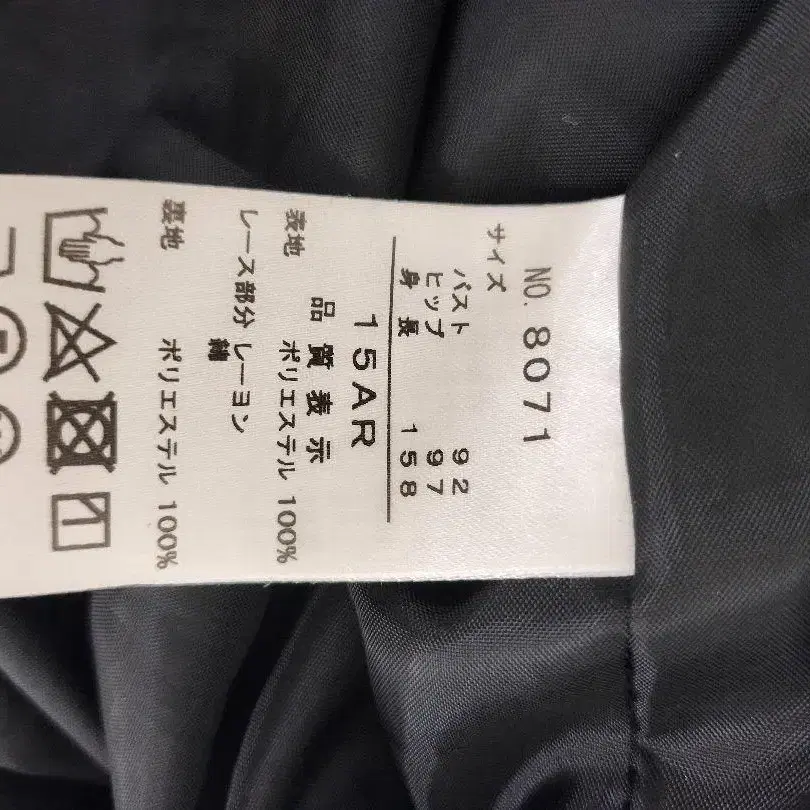 NO. 8071
サイズ
バスト 92
ヒップ 97
身長 158
15AR
品質表示
表地 ポリエステル 100%
レース部分 レーヨン
綿
裏地 ポリエステル 100%